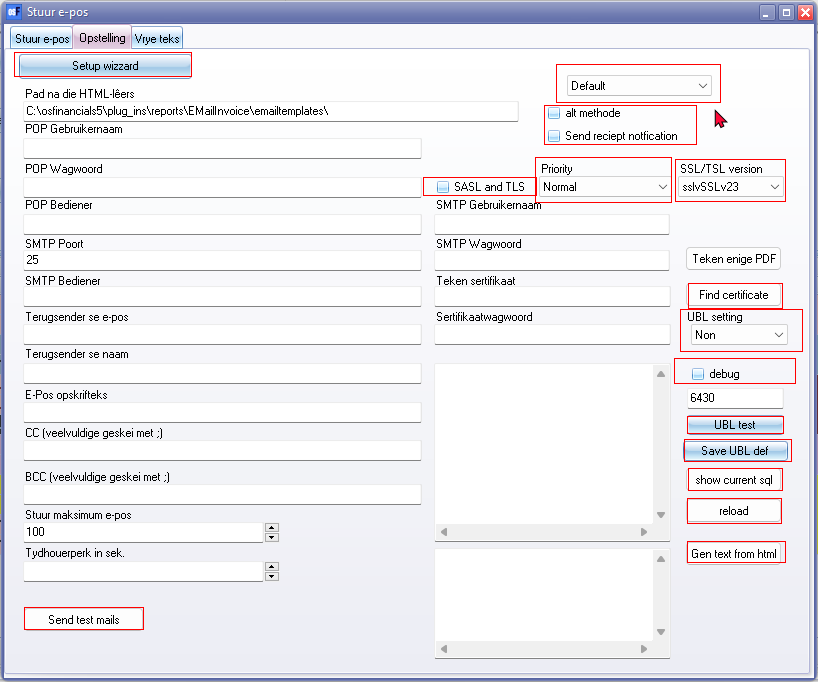 Stuur e-pos
Stuur e-pos
Opstelling
Vrye teks
Setup wizzard
Default
Pad na die HTML-lêers
C:\osfinancials5\plug_ins\reports\EMailInvoice\emailtemplates\
alt methode
Send reciept notfication
POP Gebruikernaam
POP Wagwoord
SASL and TLS
Priority
Normal
SSL/TSL version
sslvSSLv23
POP Bediener
SMTP Gebruikernaam
SMTP Poort
25
SMTP Wagwoord
Teken enige PDF
SMTP Bediener
Teken sertifikaat
Find certificate
Terugsender se e-pos
Sertifikaatwagwoord
UBL setting
Non
Terugsender se naam
debug
E-Pos opskrifteks
6430
UBL test
CC (veelvuldige geskei met ;)
Save UBL def
BCC (veelvuldige geskei met ;)
show current sql
Stuur maksimum e-pos
100
reload
Tydhouerperk in sek.
Gen text from html
Send test mails